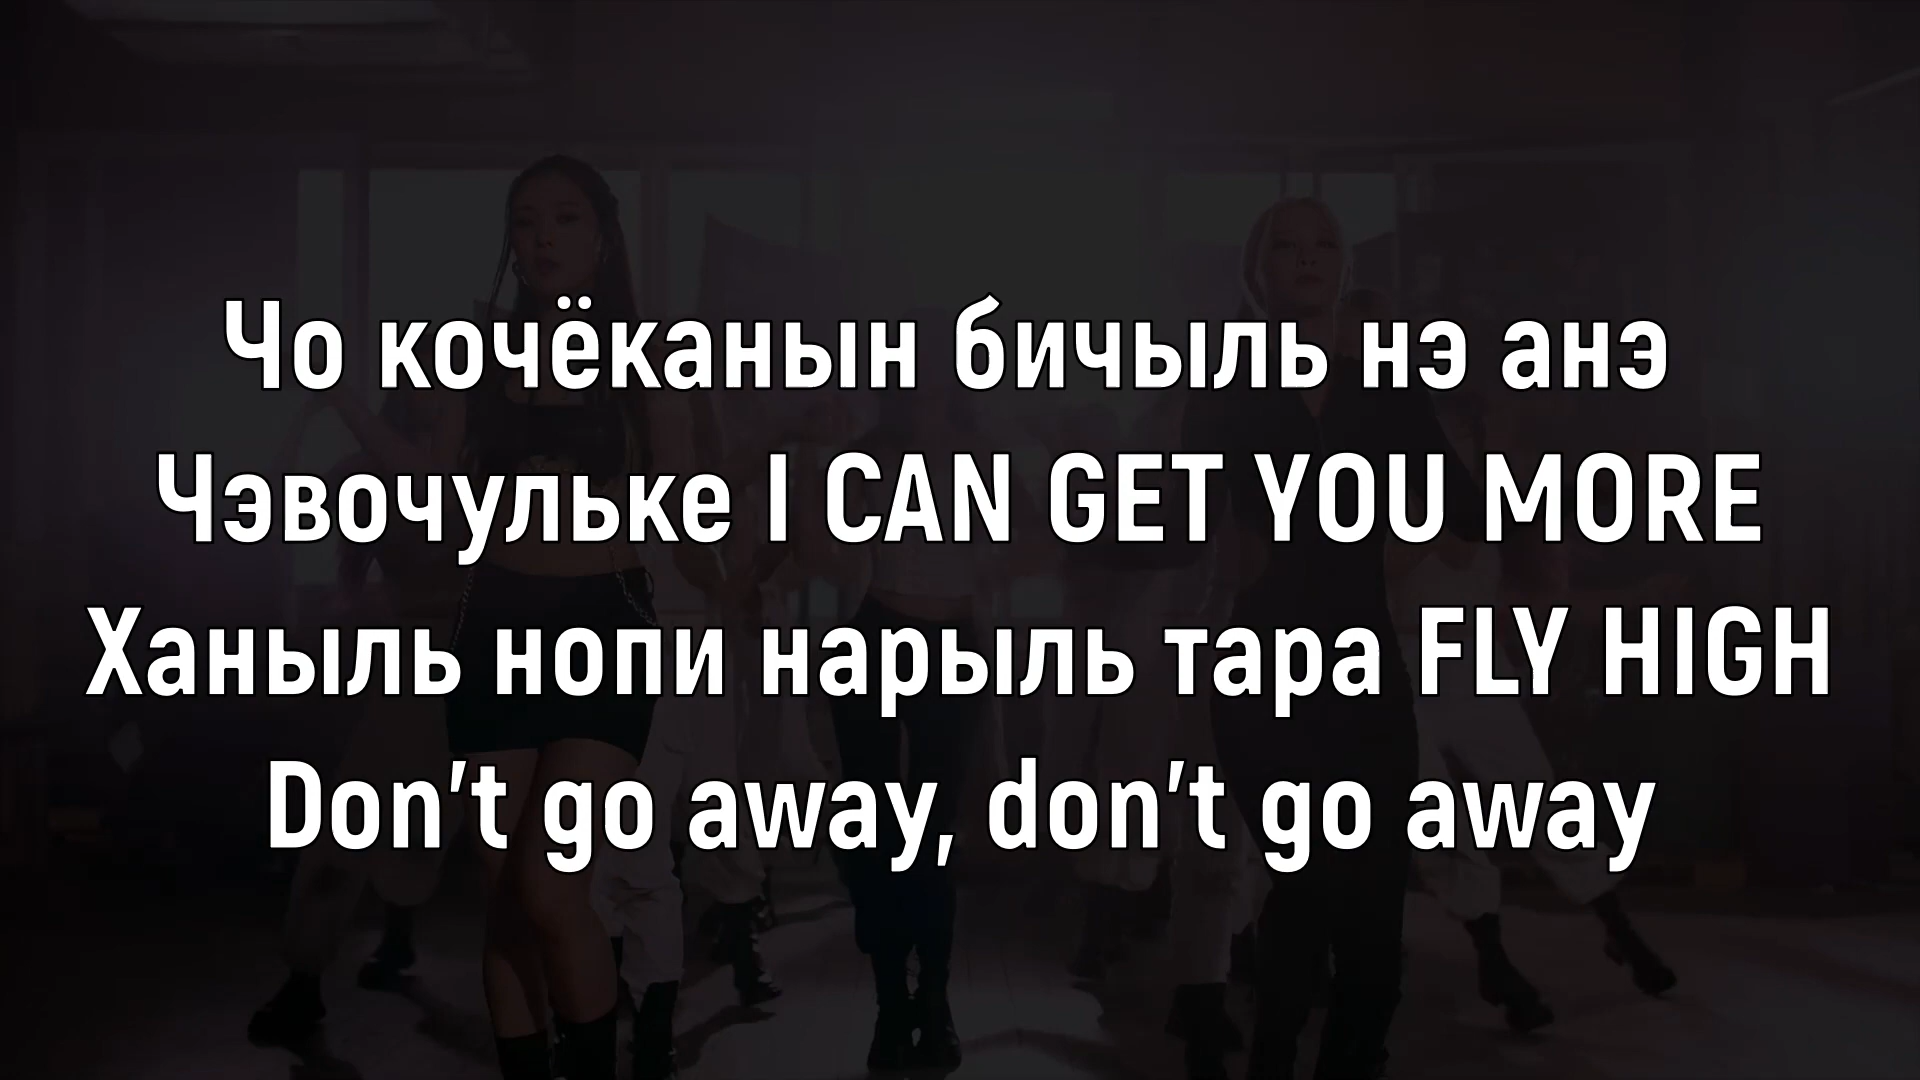 Чо кочёканын бичыль нэ анэ
Чэвочульке I CAN GET YOU MORE
Ханыль нопи нарыль тара FLY HIGH
Don't go away, don't go away